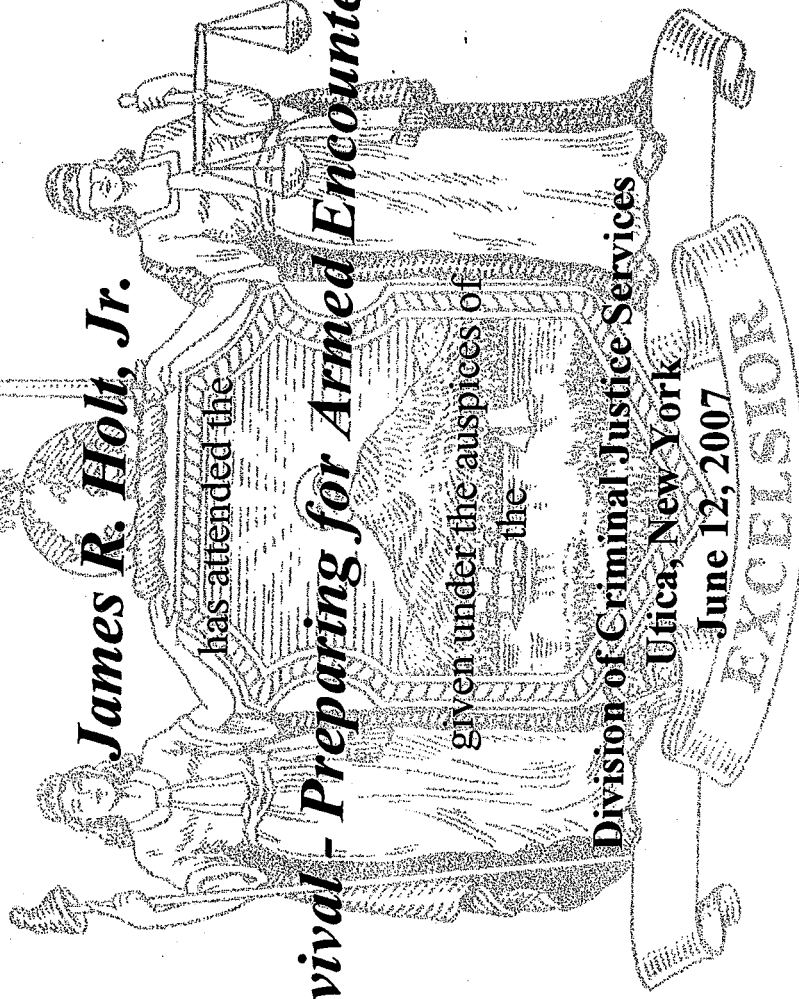 James R. Holt, Jr.
has attended the
vival - Preparing for Armed Encounte
given under the auspices of
the
Division of Criminal Justice Services
Utica, New York
June 12, 2007
EXCELSIOR